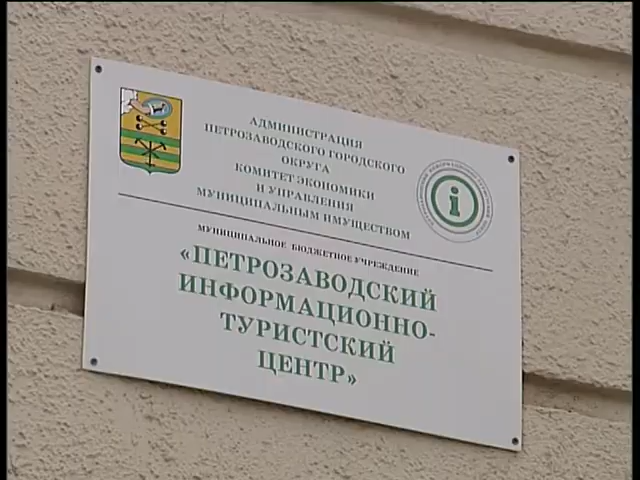 АДМИНИСТРАЦИЯ
ПЕТРОЗАВОДСКОГО ГОРОДСКОГО
ОКРУГА
КОМИТЕТ ЭКОНОМИКИ
И УПРАВЛЕНИЯ
МУНИЦИПАЛЬНЫМ ИМУЩЕСТВОМ
i
МУНИЦИПАЛЬНОЕ БЮДЖЕТНОЕ УЧРЕЖДЕНИЕ
«ПЕТРОЗАВОДСКИЙ
ИНФОРМАЦИОННО-
ТУРИСТСКИЙ
ЦЕНТР»